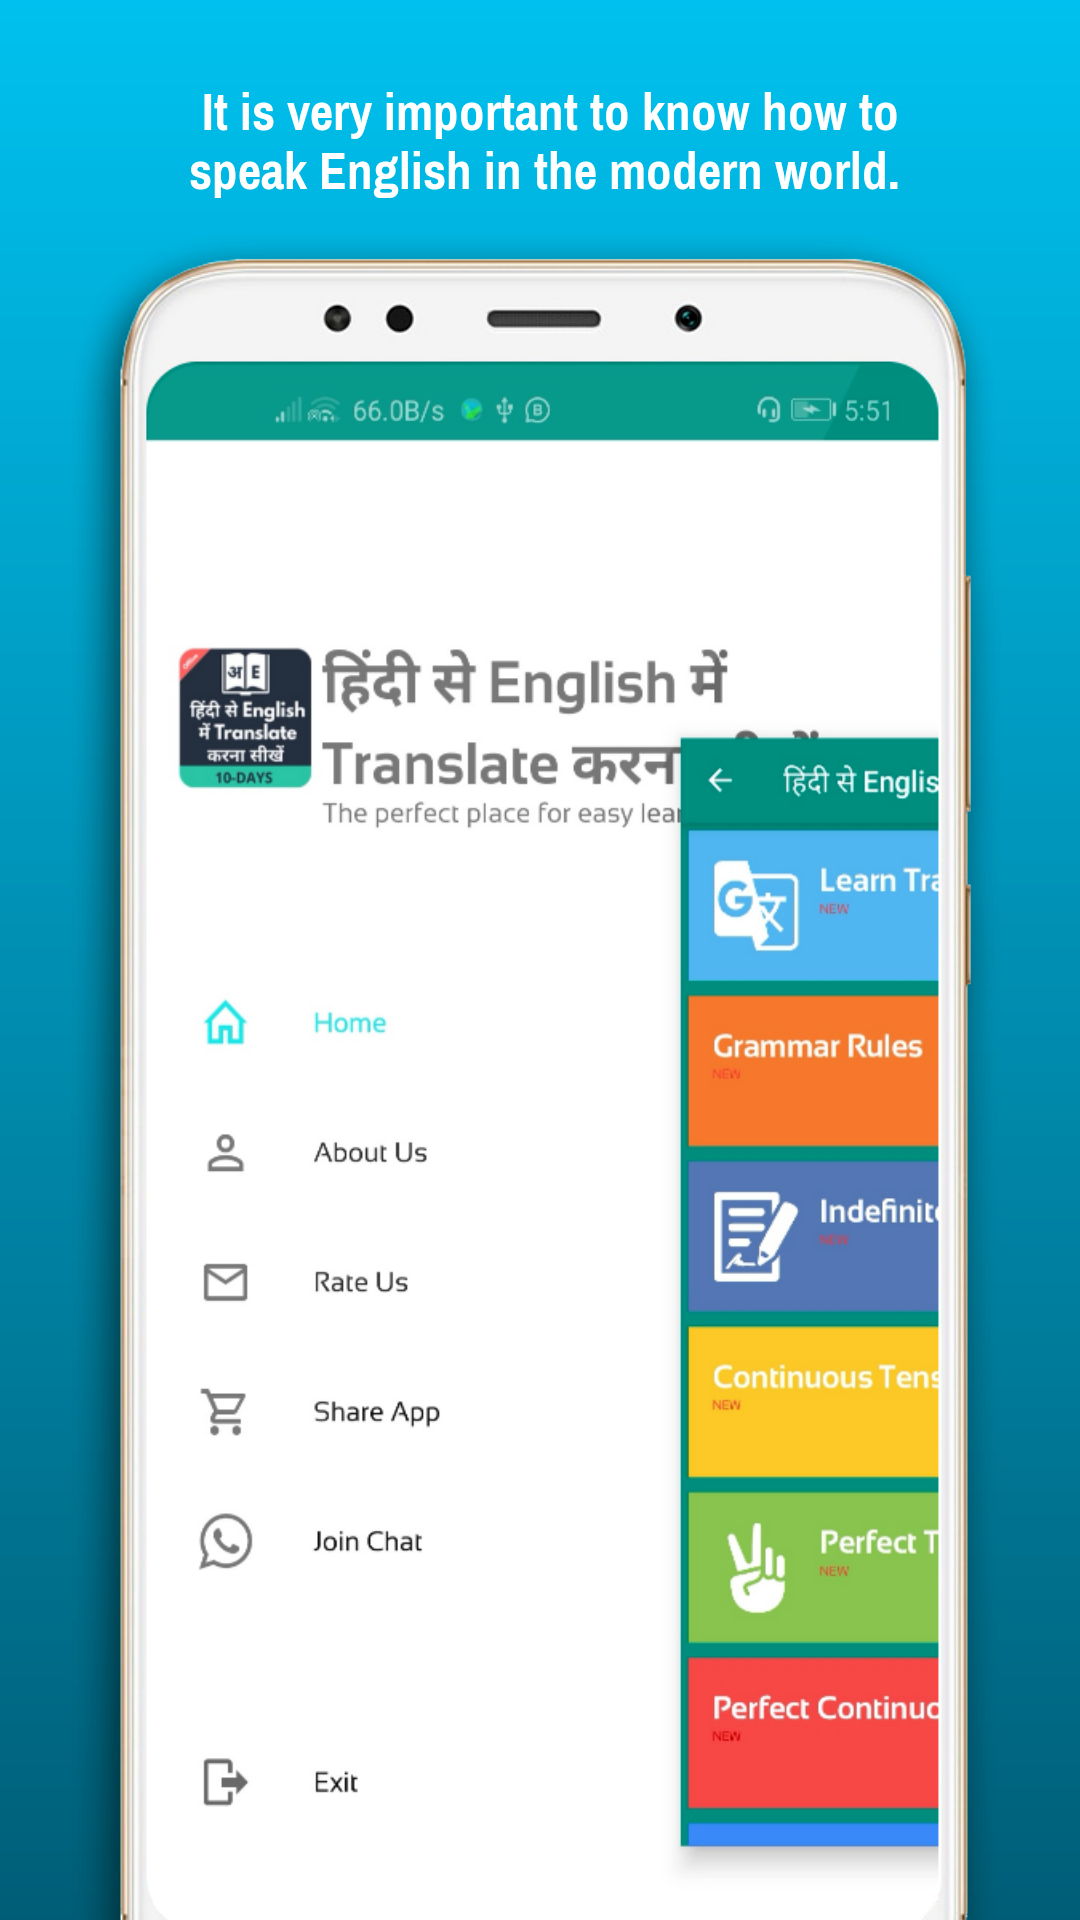 It is very important to know how to
speak English in the modern world.
66.0B/s
5:51
Offline
अ E
हिंदी से English
में Translate
करना सीखें
10-DAYS
हिंदी से English में
Translate करना
The perfect place for easy lear
हिंदी से Englis
Learn Tra
NEW
Grammar Rules
NEW
Indefinite
NEW
Continuous Tens
NEW
Perfect T
NEW
Perfect Continuo
NEW
Home
About Us
Rate Us
Share App
Join Chat
Exit